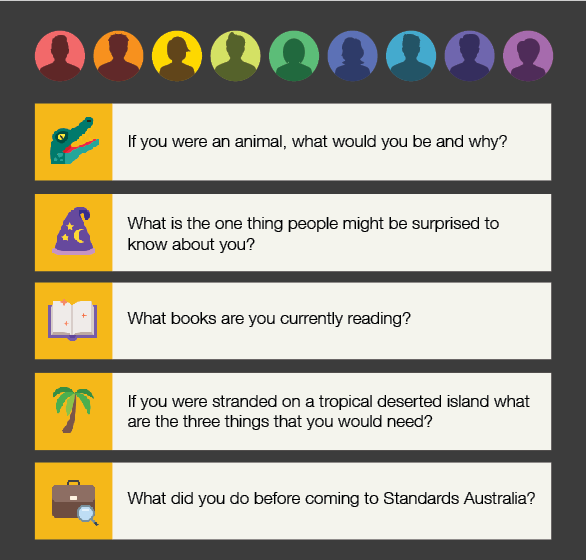 If you were an animal, what would you be and why?
What is the one thing people might be surprised to
know about you?
What books are you currently reading?
If you were stranded on a tropical deserted island what
are the three things that you would need?
What did you do before coming to Standards Australia?